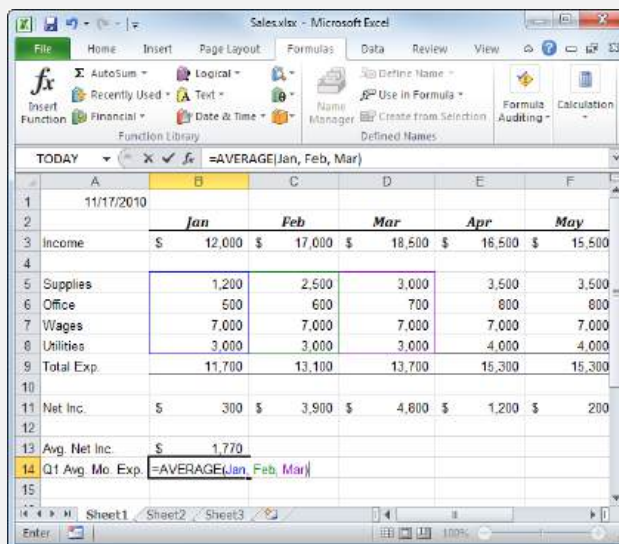 Sales.xlsx - Microsoft Excel
File Home Insert Page Layout Formulas Data Review View
Insert Function
Σ AutoSum
Recently Used
Financial
Logical
Text
Date & Time
Function Library
Name Manager
Define Name
Use in Formula
Create from Selection
Defined Names
Formula Auditing
Calculation
TODAY fx =AVERAGE(Jan, Feb, Mar)
A B C D E F
1 11/17/2010
2 Jan Feb Mar Apr May
3 Income $ 12,000 $ 17,000 $ 18,500 $ 16,500 $ 15,500
4
5 Supplies 1,200 2,500 3,000 3,500 3,500
6 Office 500 600 700 800 800
7 Wages 7,000 7,000 7,000 7,000 7,000
8 Utilities 3,000 3,000 3,000 4,000 4,000
9 Total Exp. 11,700 13,100 13,700 15,300 15,300
10
11 Net Inc. $ 300 $ 3,900 $ 4,800 $ 1,200 $ 200
12
13 Avg. Net Inc. $ 1,770
14 Q1 Avg. Mo. Exp. =AVERAGE(Jan, Feb, Mar)
15
Sheet1 Sheet2 Sheet3
Enter 100%